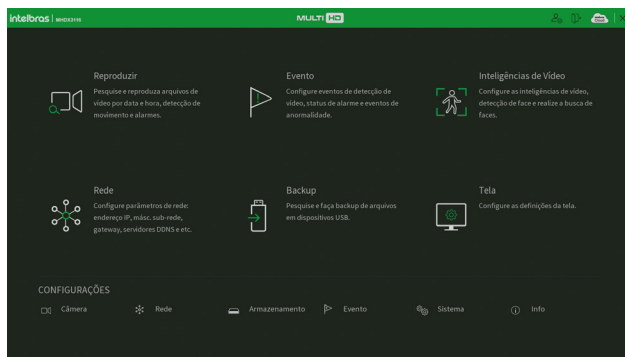 intelbras | MHDX3116
MULTI HD
Reproduzir
Pesquise e reproduza arquivos de
vídeo por data e hora, detecção de
movimento e alarmes.
Evento
Configure eventos de detecção de
vídeo, status de alarme e eventos de
anormalidade.
Inteligências de Vídeo
Configure as inteligências de vídeo,
detecção de face e realize a busca de
faces.
Rede
Configure parâmetros de rede:
endereço IP, másc. sub-rede,
gateway, servidores DDNS e etc.
Backup
Pesquise e faça backup de arquivos
em dispositivos USB.
Tela
Configure as definições da tela.
CONFIGURAÇÕES
Câmera
Rede
Armazenamento
Evento
Sistema
Info